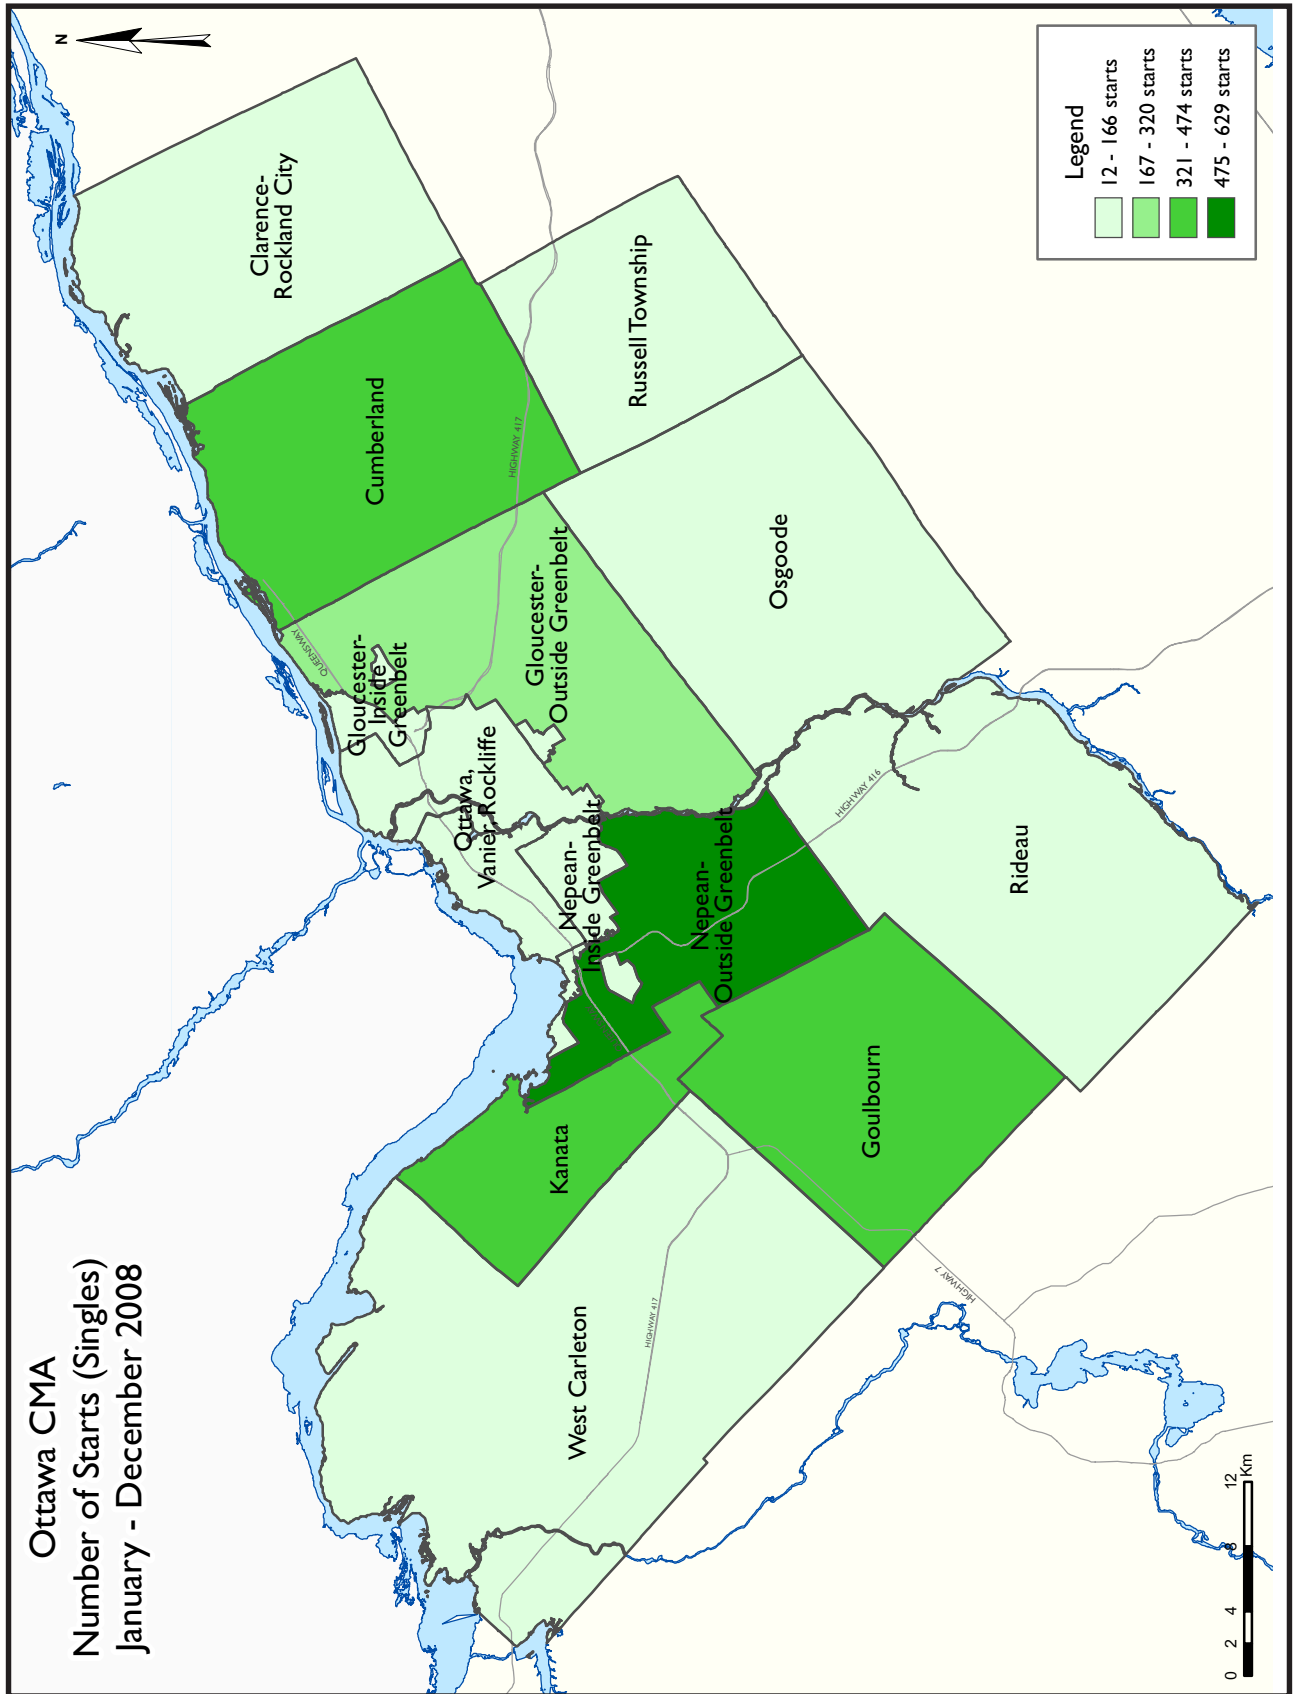 Ottawa CMA
Number of Starts (Singles)
January - December 2008
N
Clarence-
Rockland City
Cumberland
Russell Township
HIGHWAY 417
QUEENSWAY
Gloucester-
Inside
Greenbelt
Gloucester-
Outside Greenbelt
Osgoode
Ottawa,
Vanier, Rockliffe
Nepean-
Inside Greenbelt
Nepean-
Outside Greenbelt
HIGHWAY 416
Rideau
Kanata
Goulbourn
West Carleton
HIGHWAY 417
HIGHWAY 7
Legend
12 - 166 starts
167 - 320 starts
321 - 474 starts
475 - 629 starts
0 2 4 8 12
Km